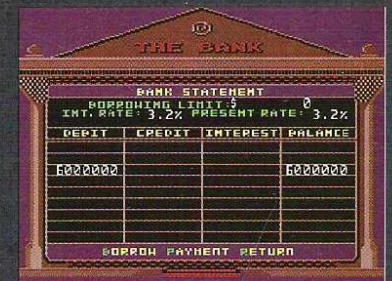 THE BANK
BANK STATEMENT
BORROWING LIMIT:$ 0
INT. RATE: 3.2% PRESENT RATE: 3.2%
DEBIT CREDIT INTEREST BALANCE
6000000 6000000
BORROW PAYMENT RETURN